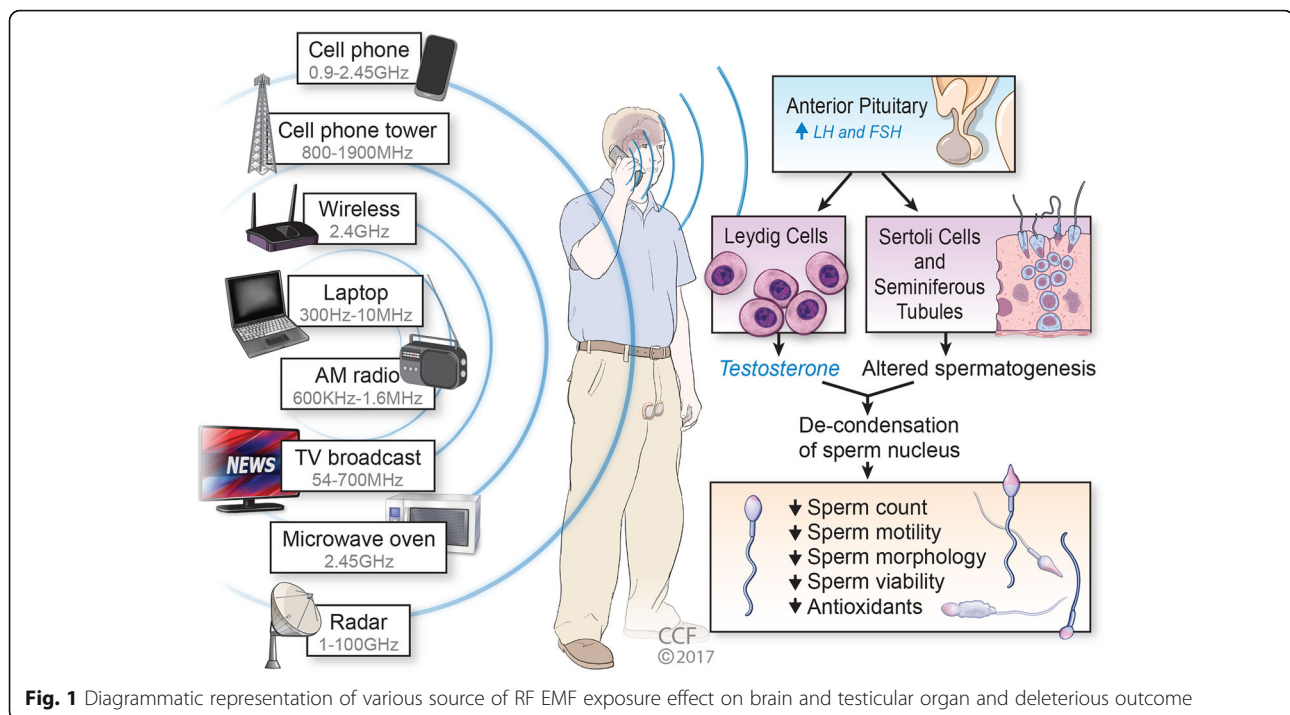 Cell phone
0.9-2.45GHz
Cell phone tower
800-1900MHz
Wireless
2.4GHz
Laptop
300Hz-10MHz
AM radio
600KHz-1.6MHz
NEWS
TV broadcast
54-700MHz
Microwave oven
2.45GHz
Radar
1-100GHz
Anterior Pituitary
↑ LH and FSH
Leydig Cells
Sertoli Cells
and
Seminiferous
Tubules
Testosterone
Altered spermatogenesis
De-condensation
of sperm nucleus
↓ Sperm count
↓ Sperm motility
↓ Sperm morphology
↓ Sperm viability
↓ Antioxidants
CCF
©2017
Fig. 1 Diagrammatic representation of various source of RF EMF exposure effect on brain and testicular organ and deleterious outcome